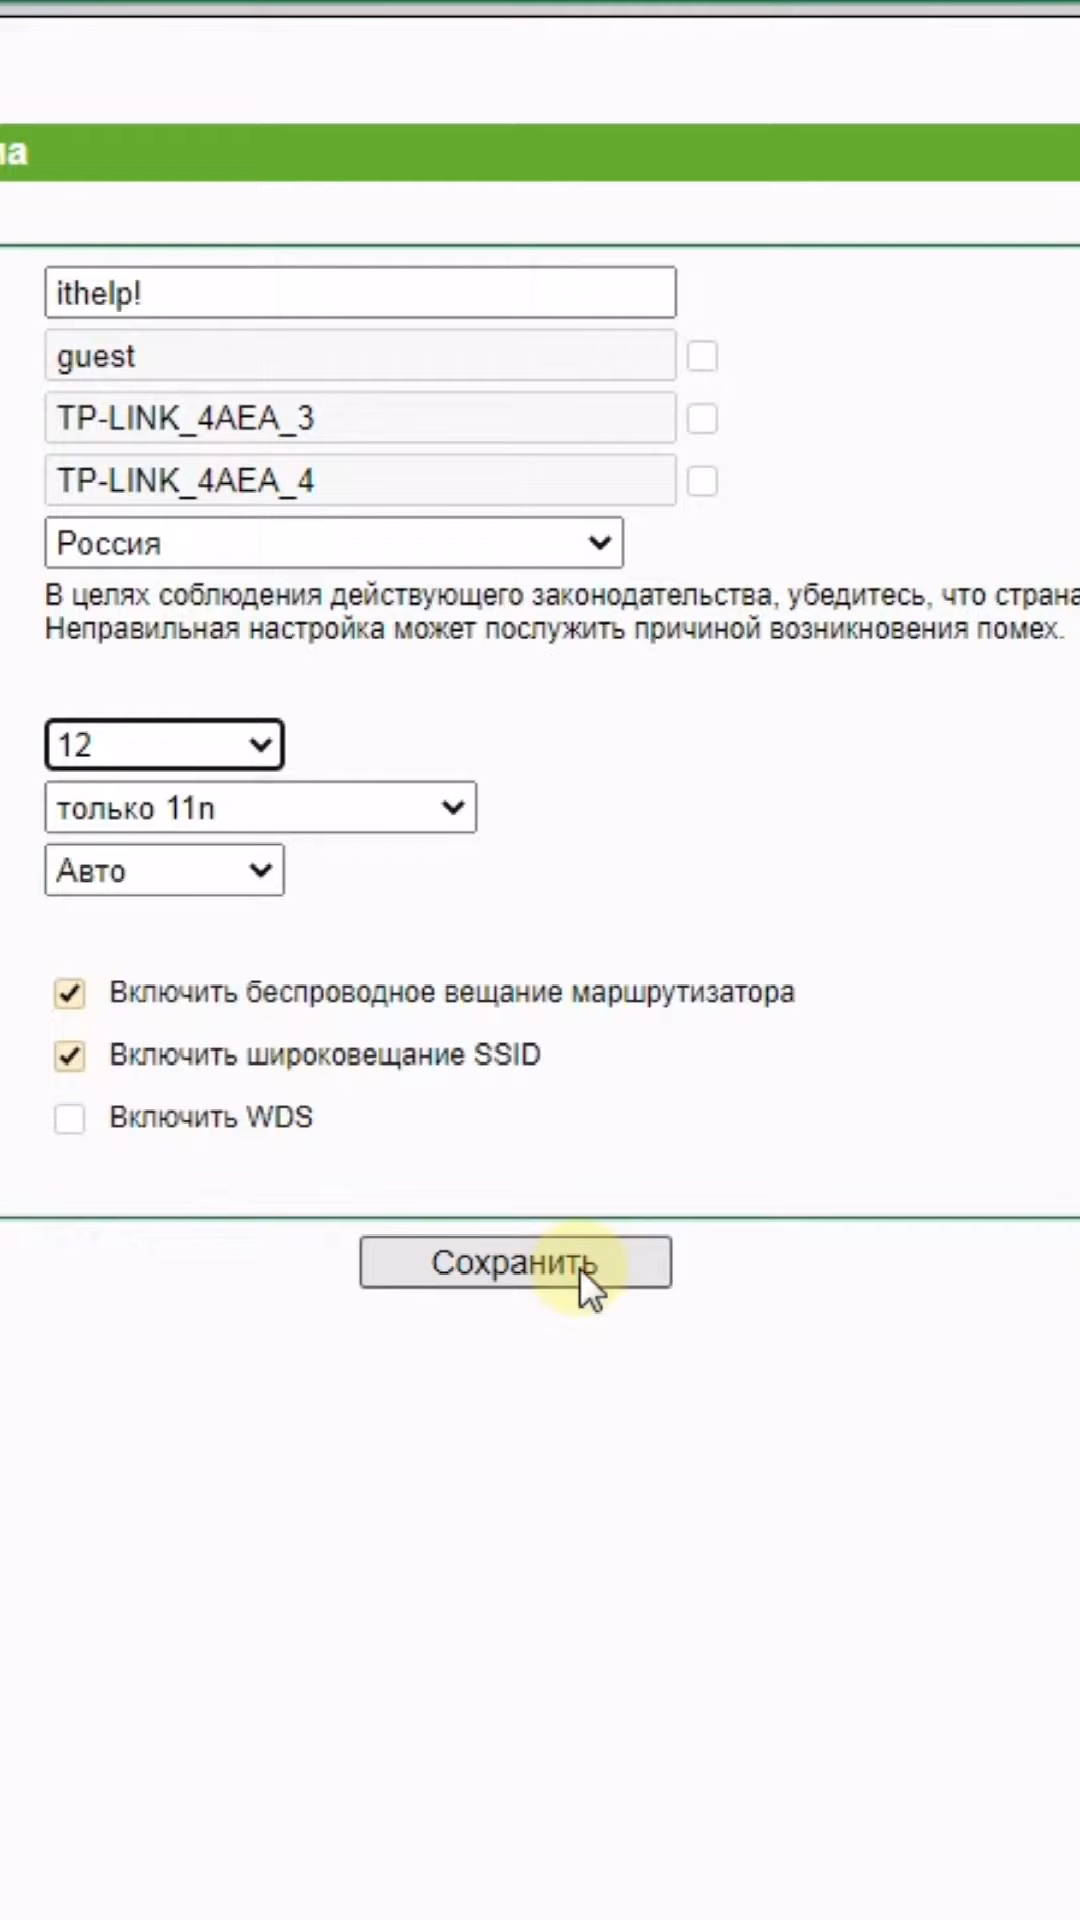 ма
ithelp!
guest
TP-LINK_4AEA_3
TP-LINK_4AEA_4
Россия
В целях соблюдения действующего законодательства, убедитесь, что страна
Неправильная настройка может послужить причиной возникновения помех.
12
только 11n
Авто
Включить беспроводное вещание маршрутизатора
Включить широковещание SSID
Включить WDS
Сохранить